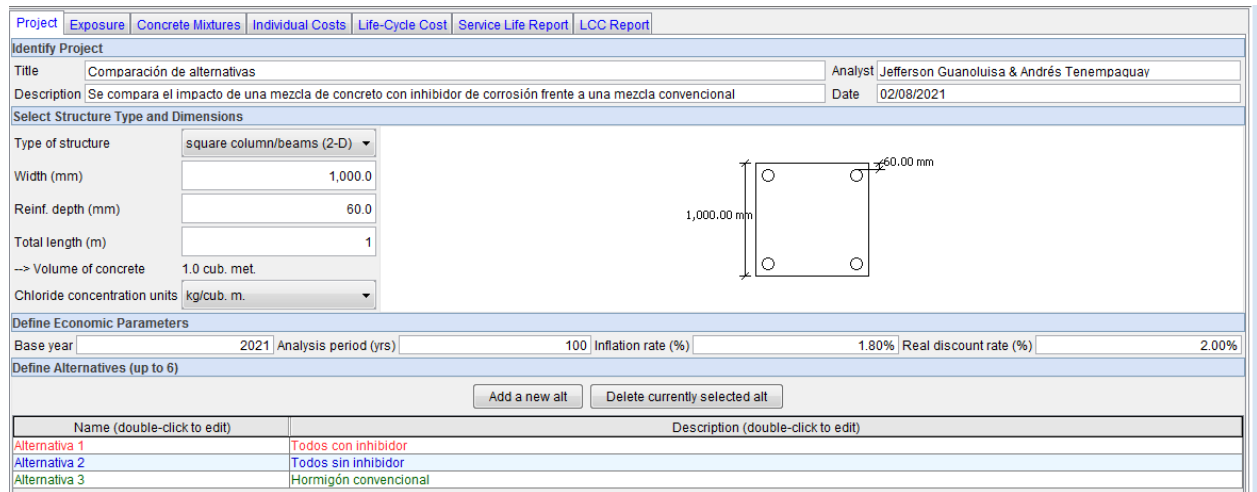 Project Exposure Concrete Mixtures Individual Costs Life-Cycle Cost Service Life Report LCC Report
Identify Project
Title Comparación de alternativas Analyst Jefferson Guanoluisa & Andrés Tenempaguay
Description Se compara el impacto de una mezcla de concreto con inhibidor de corrosión frente a una mezcla convencional Date 02/08/2021
Select Structure Type and Dimensions
Type of structure square column/beams (2-D)
Width (mm) 1,000.0
Reinf. depth (mm) 60.0
Total length (m) 1
--> Volume of concrete 1.0 cub. met.
Chloride concentration units kg/cub. m.
60.00 mm
1,000.00 mm
Define Economic Parameters
Base year 2021 Analysis period (yrs) 100 Inflation rate (%) 1.80% Real discount rate (%) 2.00%
Define Alternatives (up to 6)
Add a new alt Delete currently selected alt
Name (double-click to edit) Description (double-click to edit)
Alternativa 1 Todos con inhibidor
Alternativa 2 Todos sin inhibidor
Alternativa 3 Hormigón convencional